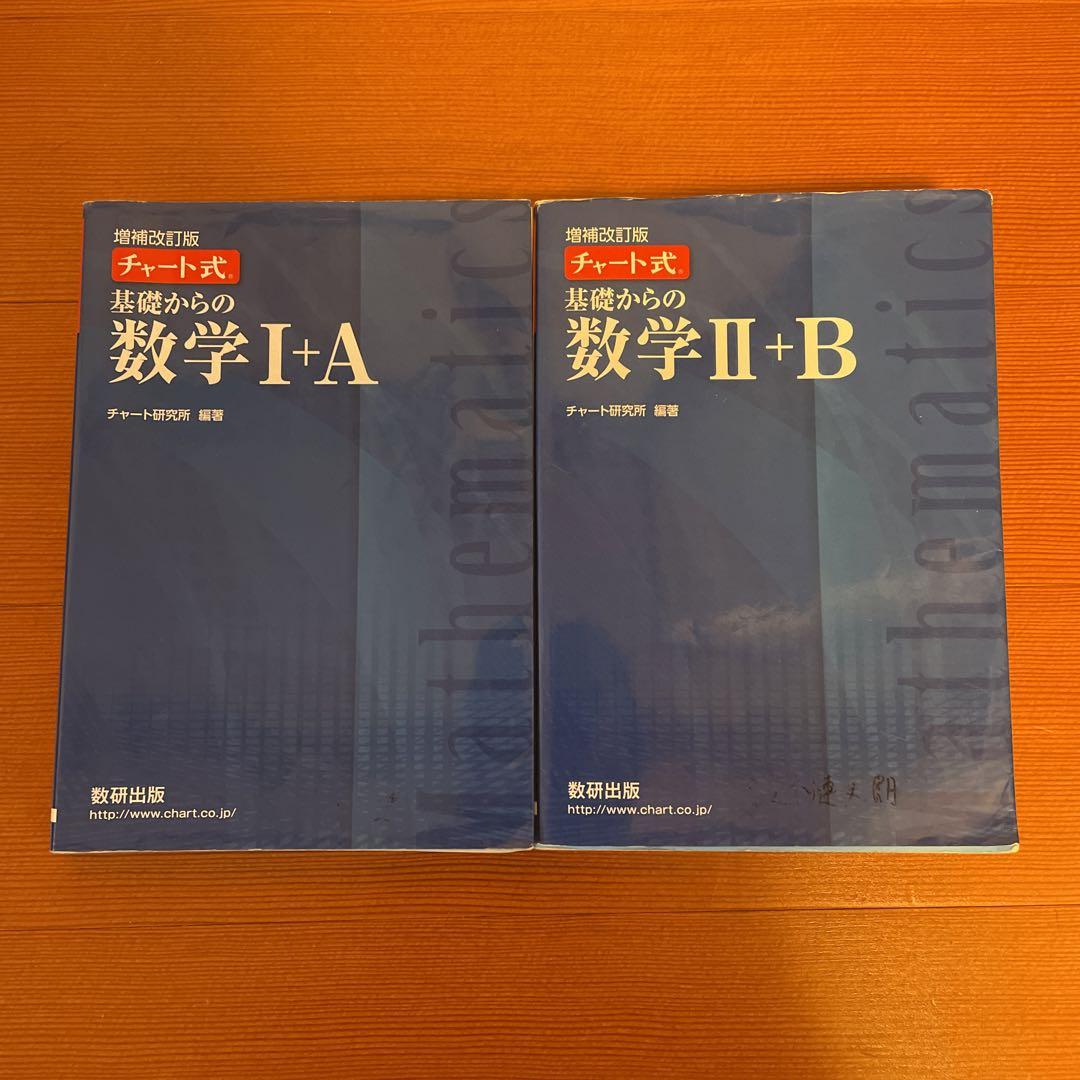 増補改訂版
チャート式®
基礎からの
数学I+A
チャート研究所 編著
mathematics
数研出版
http://www.chart.co.jp/
増補改訂版
チャート式®
基礎からの
数学II+B
チャート研究所 編著
mathematics
数研出版
http://www.chart.co.jp/